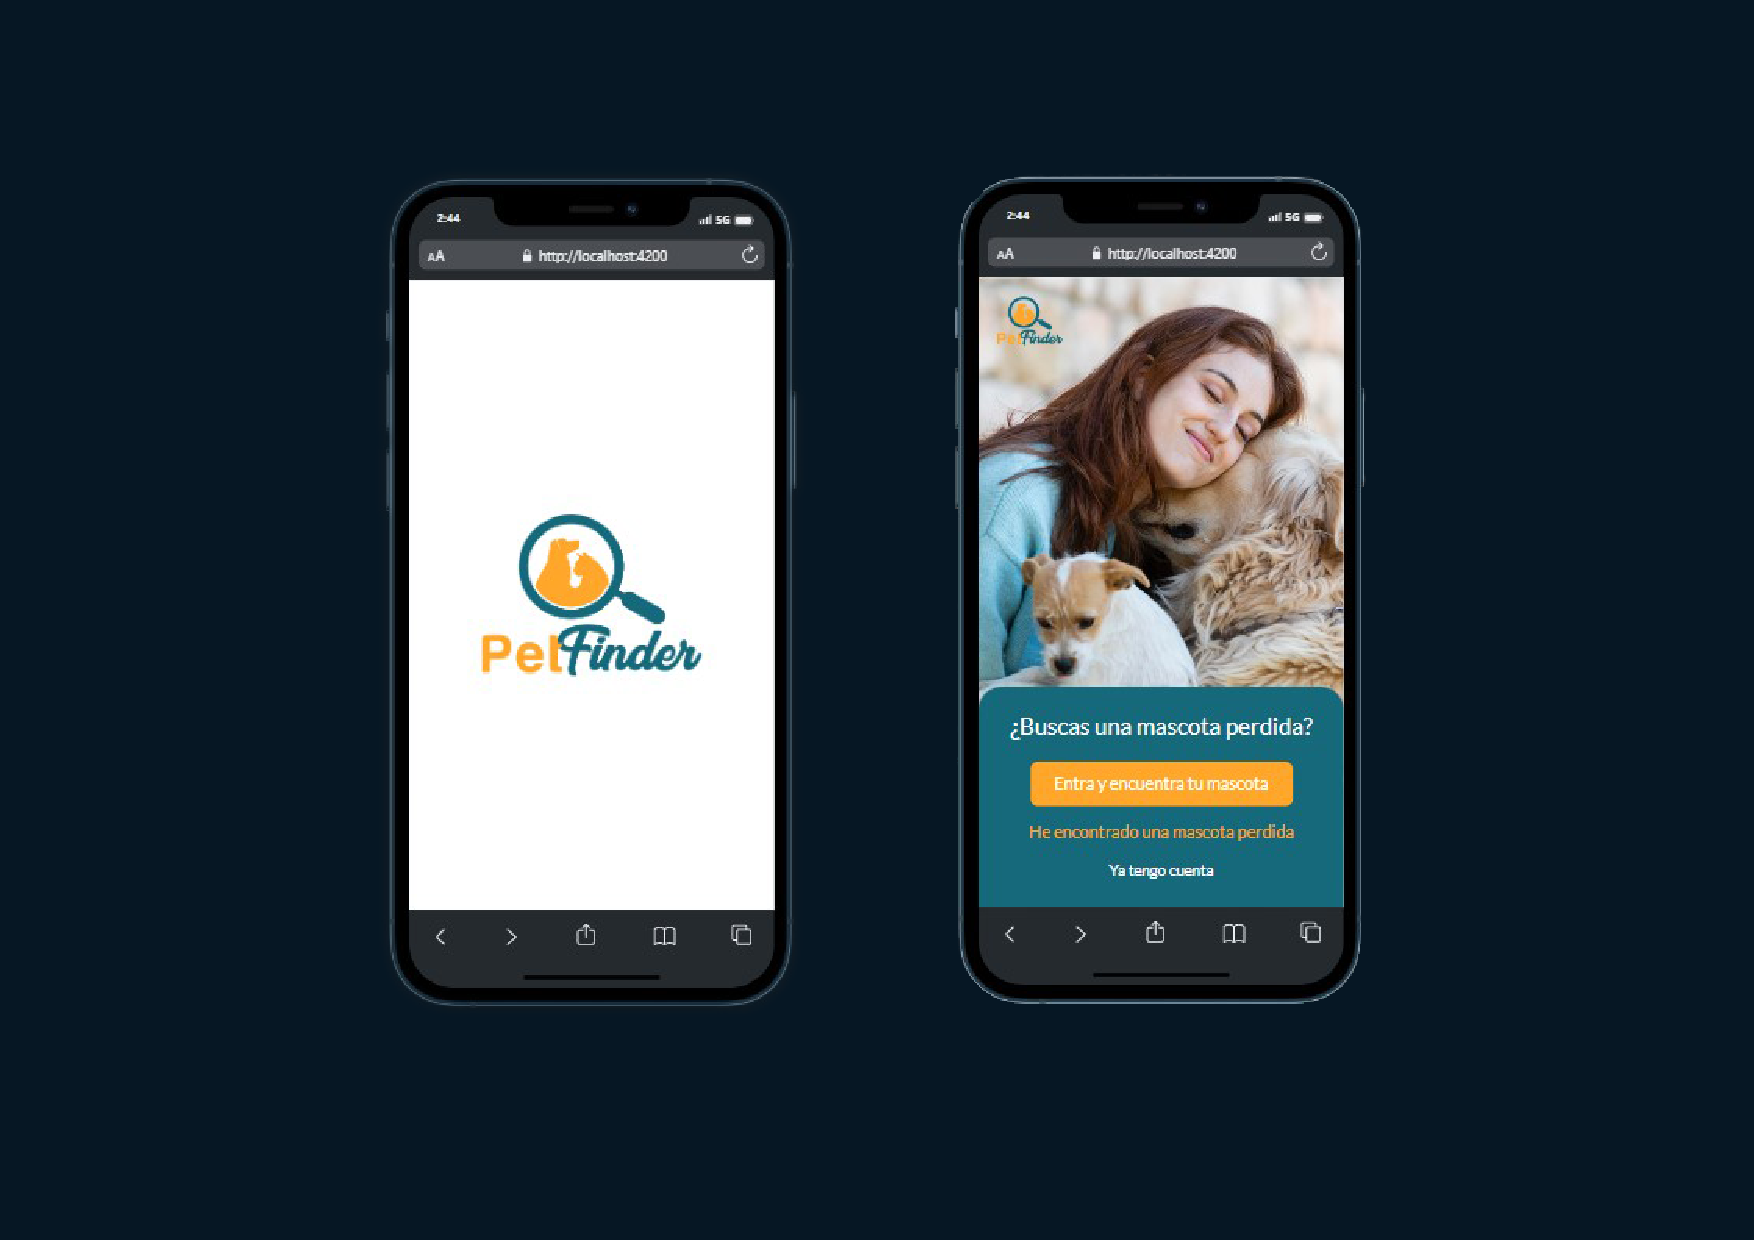 2:44
5G
AA
http://localhost:4200
PetFinder
2:44
5G
AA
http://localhost:4200
PetFinder
¿Buscas una mascota perdida?
Entra y encuentra tu mascota
He encontrado una mascota perdida
Ya tengo cuenta